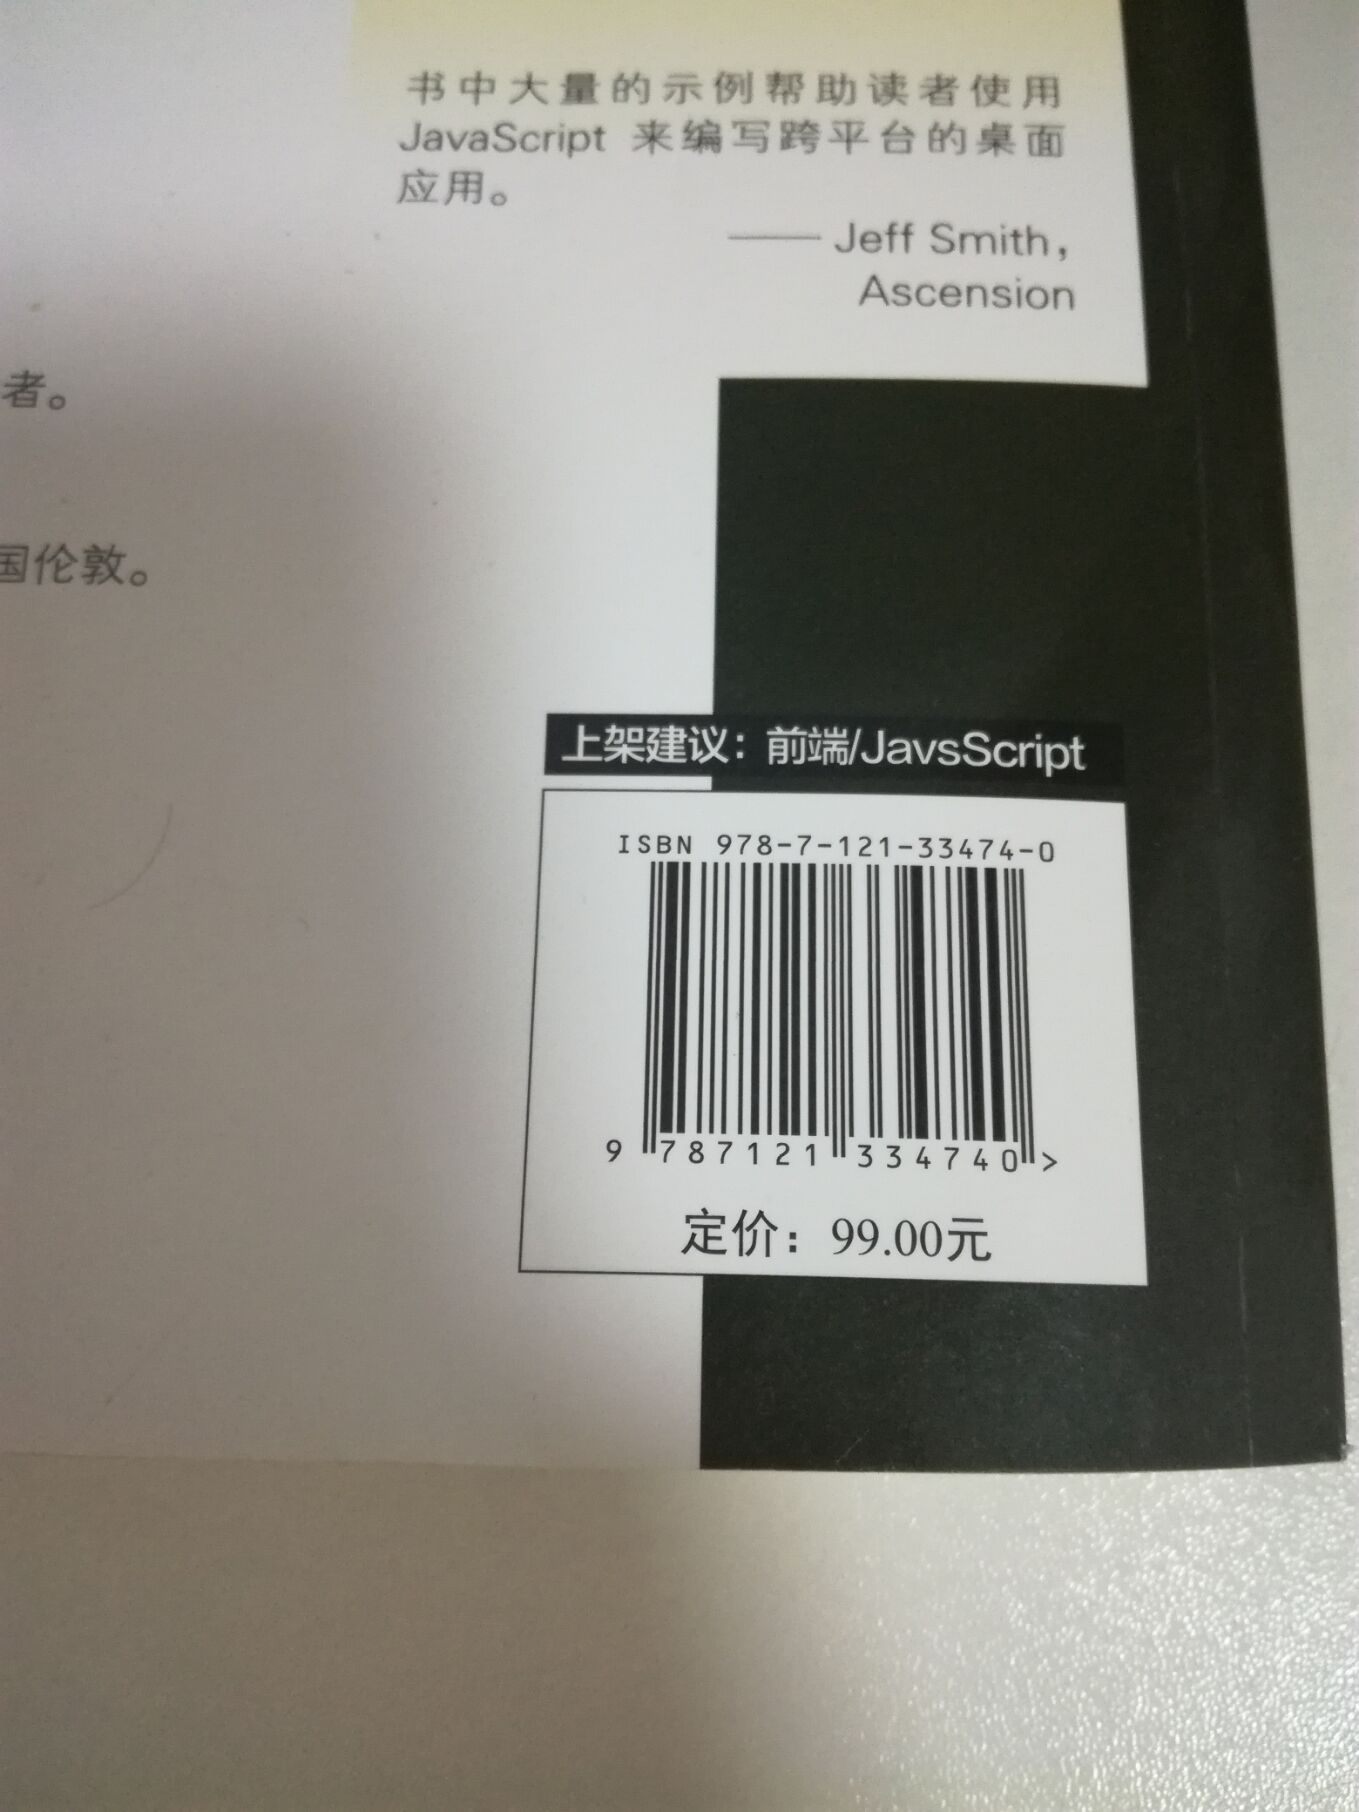 书中大量的示例帮助读者使用
JavaScript 来编写跨平台的桌面
应用。
—— Jeff Smith,
Ascension
者。
国伦敦。
上架建议：前端/JavsScript
ISBN 978-7-121-33474-0
9 787121 334740 >
定价：99.00元